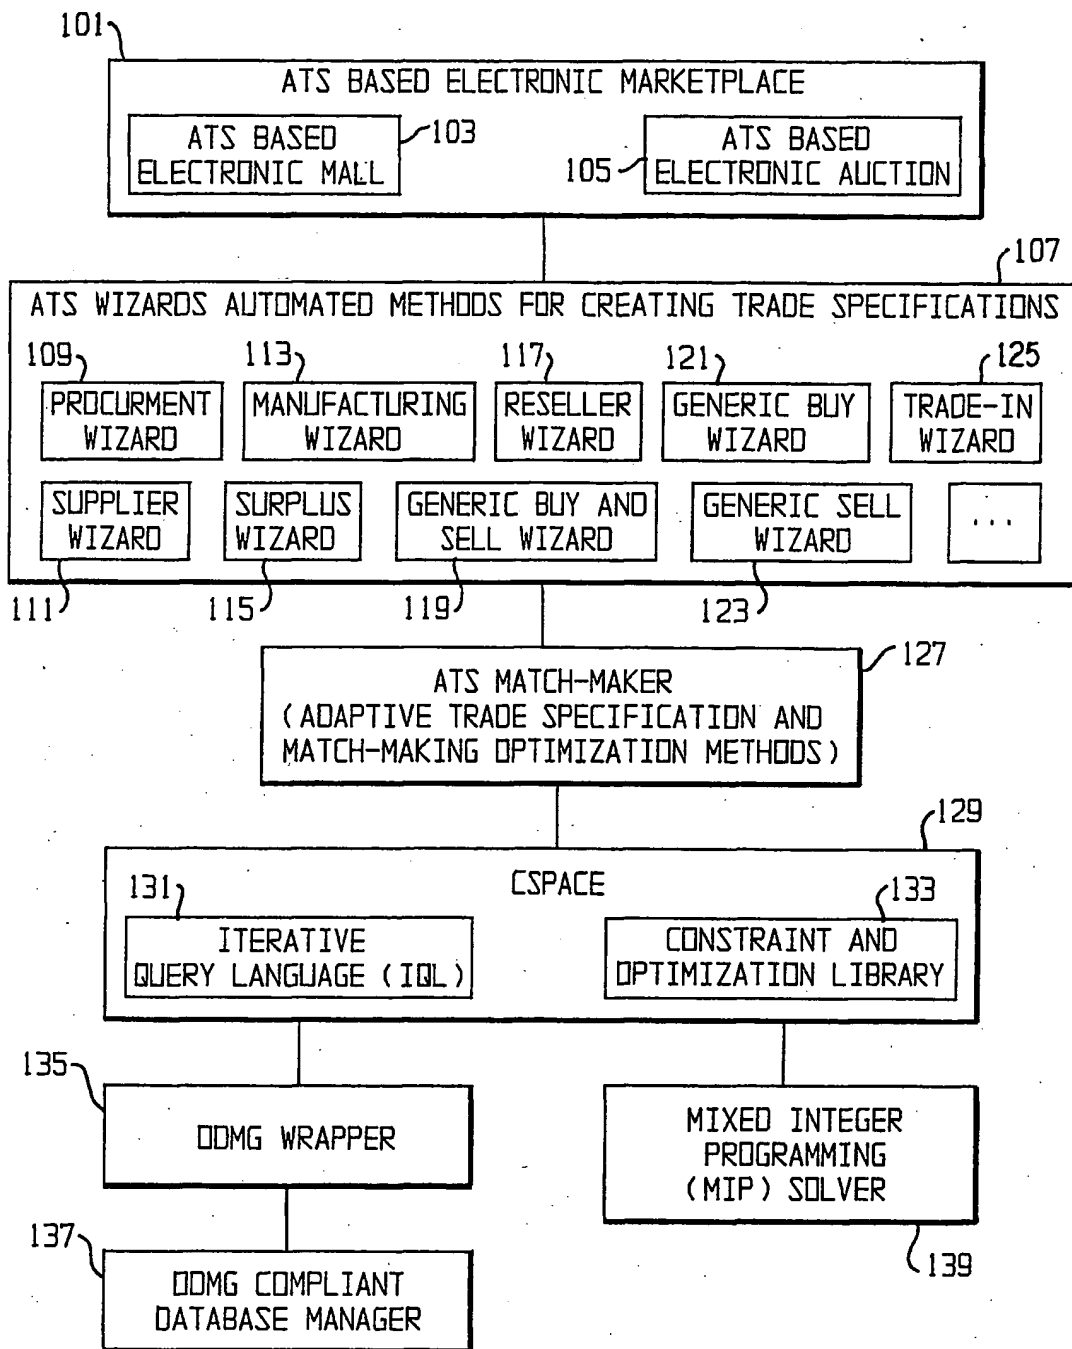 101
ATS BASED ELECTRONIC MARKETPLACE
ATS BASED
ELECTRONIC MALL
103
ATS BASED
ELECTRONIC AUCTION
105
107
ATS WIZARDS AUTOMATED METHODS FOR CREATING TRADE SPECIFICATIONS
109
113
117
121
125
PROCURMENT
WIZARD
MANUFACTURING
WIZARD
RESELLER
WIZARD
GENERIC BUY
WIZARD
TRADE-IN
WIZARD
SUPPLIER
WIZARD
SURPLUS
WIZARD
GENERIC BUY AND
SELL WIZARD
GENERIC SELL
WIZARD
...
111
115
119
123
127
ATS MATCH-MAKER
(ADAPTIVE TRADE SPECIFICATION AND
MATCH-MAKING OPTIMIZATION METHODS)
129
CSPACE
131
ITERATIVE
QUERY LANGUAGE (IQL)
133
CONSTRAINT AND
OPTIMIZATION LIBRARY
135
ODMG WRAPPER
MIXED INTEGER
PROGRAMMING
(MIP) SOLVER
139
137
ODMG COMPLIANT
DATABASE MANAGER